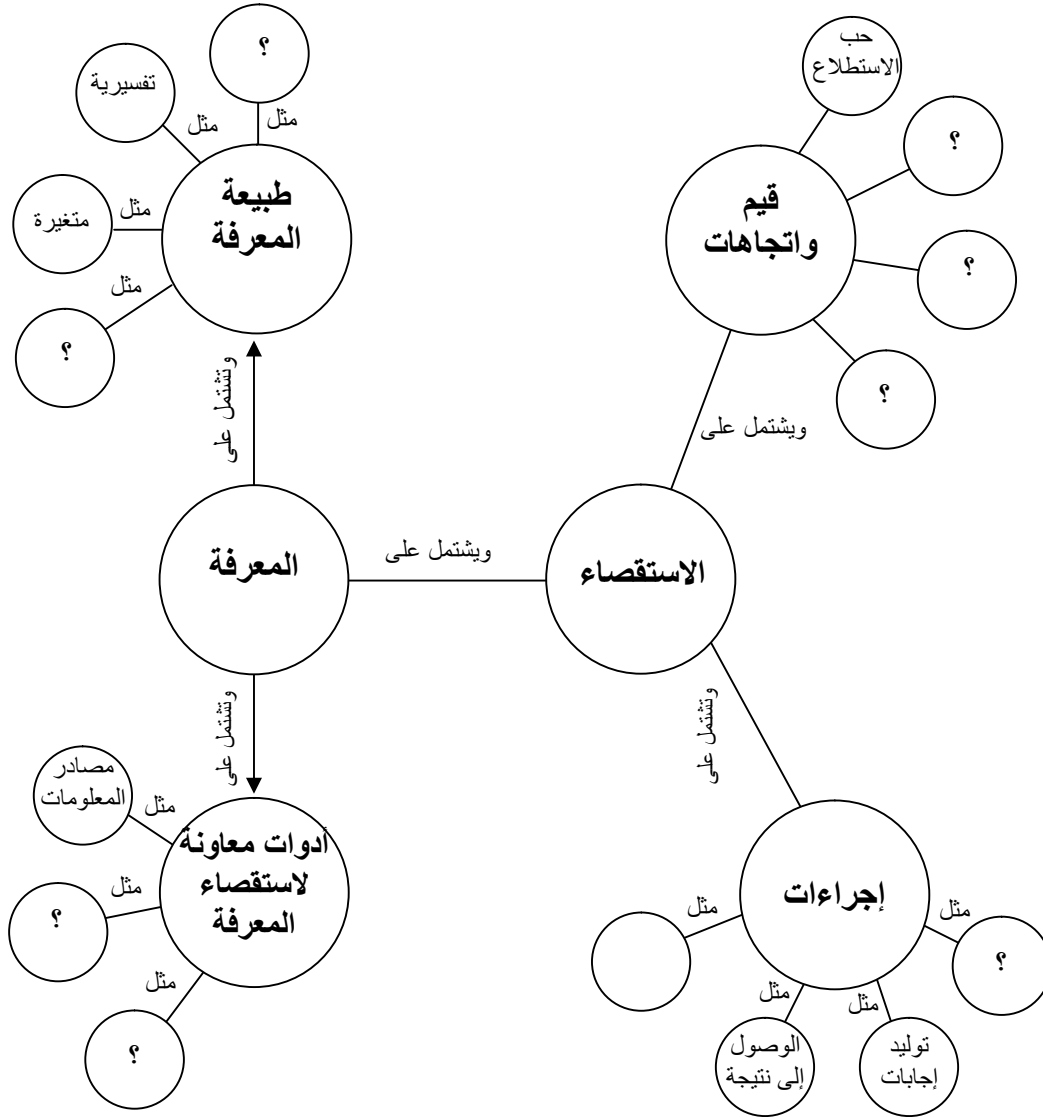 حب
الاستطلاع
؟
؟
؟
قيم
واتجاهات
ويشتمل على
؟
مثل
تفسيرية
مثل
متغيرة
مثل
؟
مثل
طبيعة
المعرفة
وتشتمل على
المعرفة
ويشتمل على
الاستقصاء
وتشتمل على
وتشتمل على
مصادر
المعلومات
مثل
؟
مثل
؟
مثل
أدوات معاونة
لاستقصاء
المعرفة
إجراءات
مثل
؟
مثل
توليد
إجابات
مثل
الوصول
إلى نتيجة
مثل